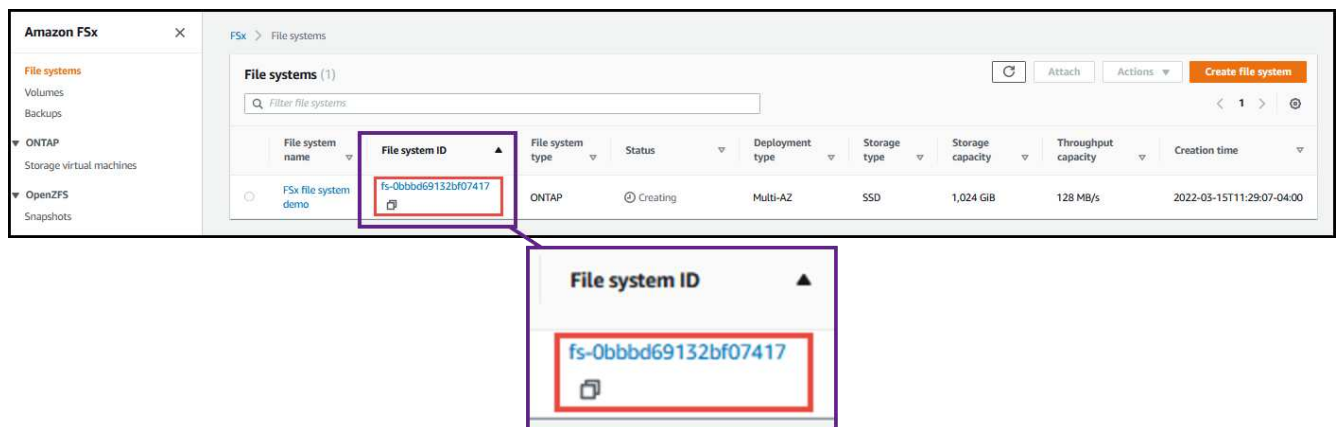 Amazon FSx
FSx > File systems
File systems
Volumes
Backups
ONTAP
Storage virtual machines
OpenZFS
Snapshots
File systems (1)
Attach Actions Create file system
Filter file systems
1
File system name File system ID File system type Status Deployment type Storage type Storage capacity Throughput capacity Creation time
FSx file system demo fs-0bbbd69132bf07417 ONTAP Creating Multi-AZ SSD 1,024 GiB 128 MB/s 2022-03-15T11:29:07-04:00
File system ID
fs-0bbbd69132bf07417